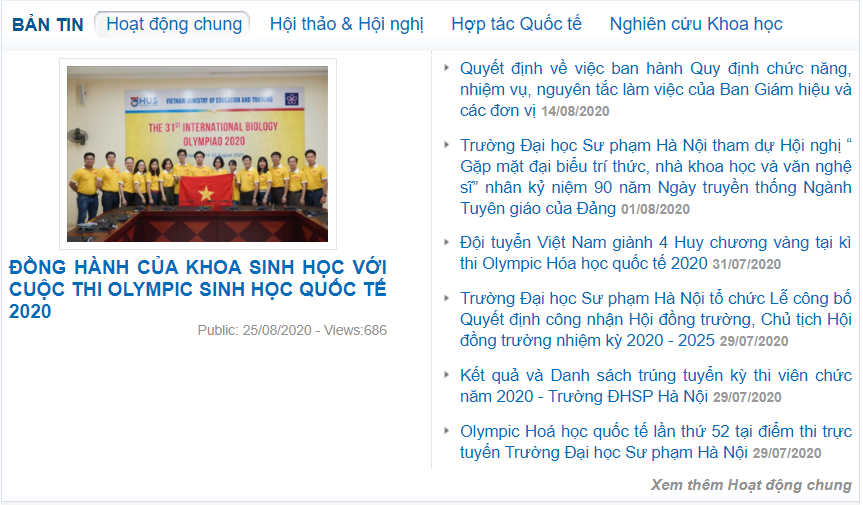 BẢN TIN
Hoạt động chung
Hội thảo & Hội nghị
Hợp tác Quốc tế
Nghiên cứu Khoa học
HUS
VIETNAM MINISTRY OF EDUCATION AND TRAINING
THE 31ST INTERNATIONAL BIOLOGY
OLYMPIAD 2020
ĐỒNG HÀNH CỦA KHOA SINH HỌC VỚI
CUỘC THI OLYMPIC SINH HỌC QUỐC TẾ
2020
Public: 25/08/2020 - Views:686
Quyết định về việc ban hành Quy định chức năng,
nhiệm vụ, nguyên tắc làm việc của Ban Giám hiệu và
các đơn vị 14/08/2020
Trường Đại học Sư phạm Hà Nội tham dự Hội nghị “
Gặp mặt đại biểu trí thức, nhà khoa học và văn nghệ
sĩ” nhân kỷ niệm 90 năm Ngày truyền thống Ngành
Tuyên giáo của Đảng 01/08/2020
Đội tuyển Việt Nam giành 4 Huy chương vàng tại kì
thi Olympic Hóa học quốc tế 2020 31/07/2020
Trường Đại học Sư phạm Hà Nội tổ chức Lễ công bố
Quyết định công nhận Hội đồng trường, Chủ tịch Hội
đồng trường nhiệm kỳ 2020 - 2025 29/07/2020
Kết quả và Danh sách trúng tuyển kỳ thi viên chức
năm 2020 - Trường ĐHSP Hà Nội 29/07/2020
Olympic Hoá học quốc tế lần thứ 52 tại điểm thi trực
tuyến Trường Đại học Sư phạm Hà Nội 29/07/2020
Xem thêm Hoạt động chung